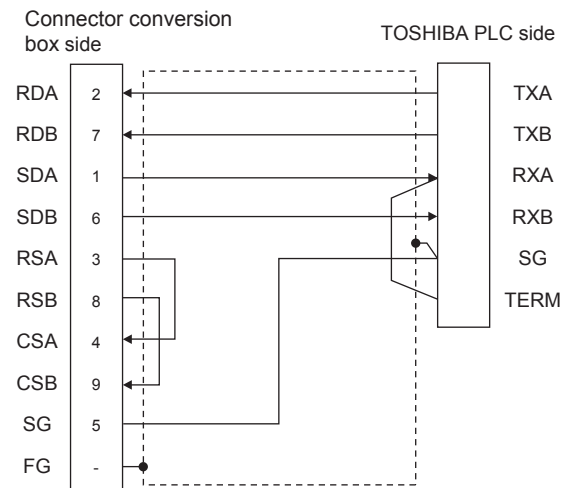 Connector conversion
box side
TOSHIBA PLC side
RDA 2 TXA
RDB 7 TXB
SDA 1 RXA
SDB 6 RXB
RSA 3 SG
RSB 8 TERM
CSA 4
CSB 9
SG 5
FG -